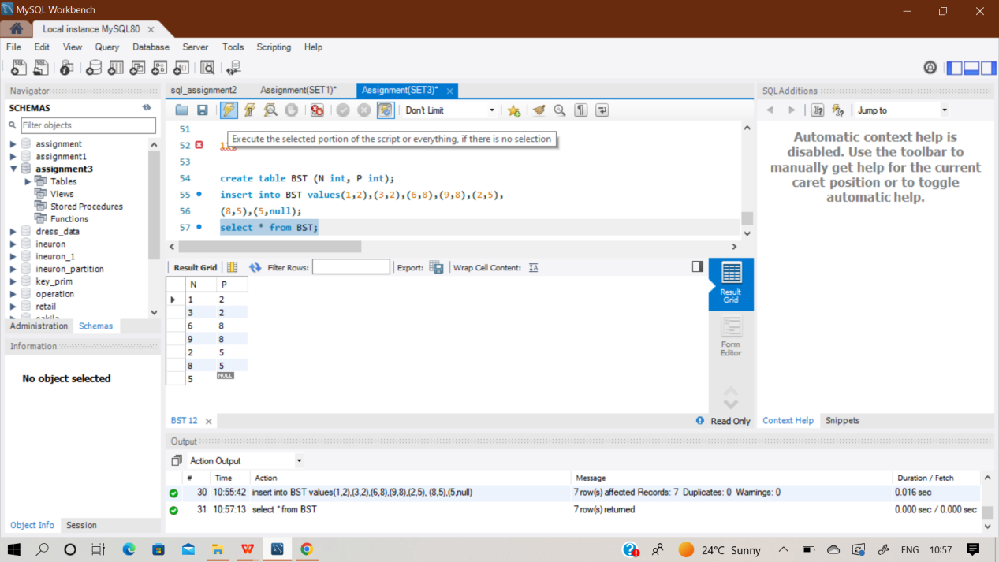 MySQL Workbench
Local instance MySQL80
File Edit View Query Database Server Tools Scripting Help
Navigator
SCHEMAS
Filter objects
assignment
assignment1
assignment3
Tables
Views
Stored Procedures
Functions
dress_data
ineuron
ineuron_1
ineuron_partition
key_prim
operation
retail
Administration Schemas
Information
No object selected
Object Info Session
sql_assignment2 Assignment(SET1)* Assignment(SET3)*
Don't Limit
Execute the selected portion of the script or everything, if there is no selection
51
52
53
54 create table BST (N int, P int);
55 insert into BST values(1,2),(3,2),(6,8),(9,8),(2,5),
56 (8,5),(5,null);
57 select * from BST;
Result Grid Filter Rows: Export: Wrap Cell Content:
N P
1 2
3 2
6 8
9 8
2 5
8 5
5 NULL
Result Grid
Form Editor
BST 12 Read Only
Output
Action Output
# Time Action Message Duration / Fetch
30 10:55:42 insert into BST values(1,2),(3,2),(6,8),(9,8),(2,5), (8,5),(5,null) 7 row(s) affected Records: 7 Duplicates: 0 Warnings: 0 0.016 sec
31 10:57:13 select * from BST 7 row(s) returned 0.000 sec / 0.000 sec
SQLAdditions
Jump to
Automatic context help is
disabled. Use the toolbar to
manually get help for the current
caret position or to toggle
automatic help.
Context Help Snippets
24°C Sunny ENG 10:57